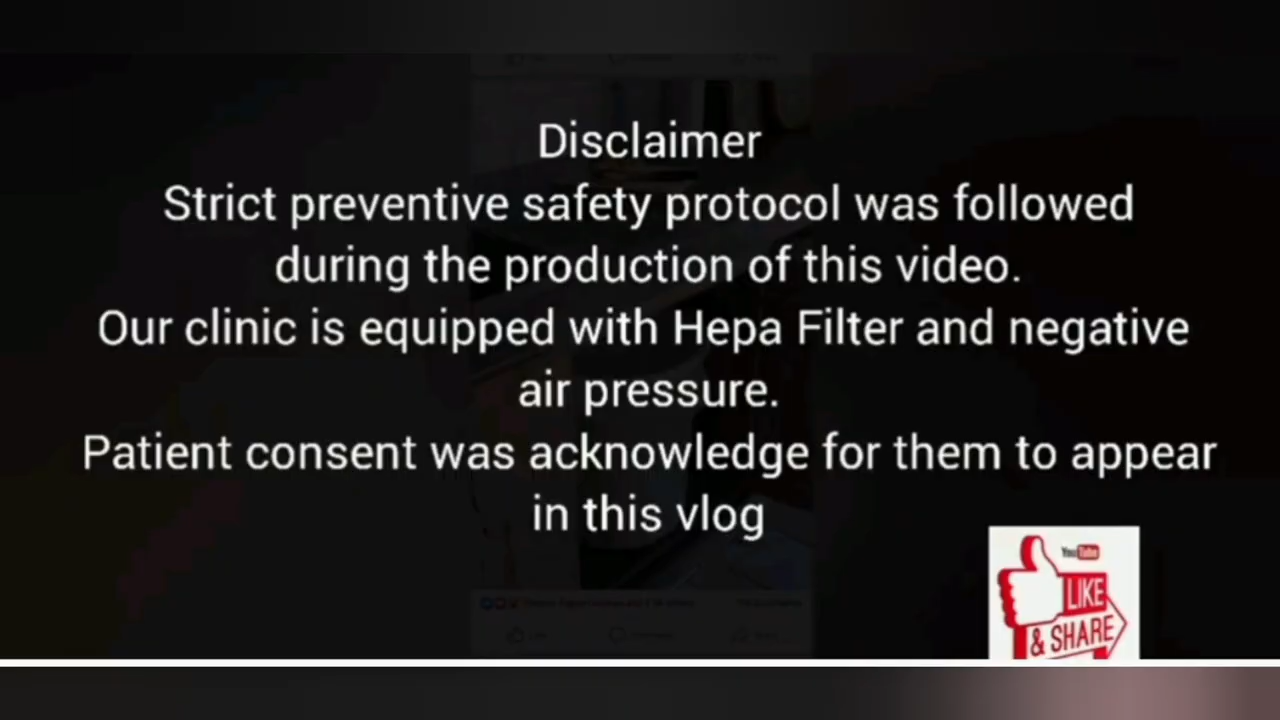 Disclaimer
Strict preventive safety protocol was followed
during the production of this video.
Our clinic is equipped with Hepa Filter and negative
air pressure.
Patient consent was acknowledge for them to appear
in this vlog
YouTube
LIKE
& SHARE